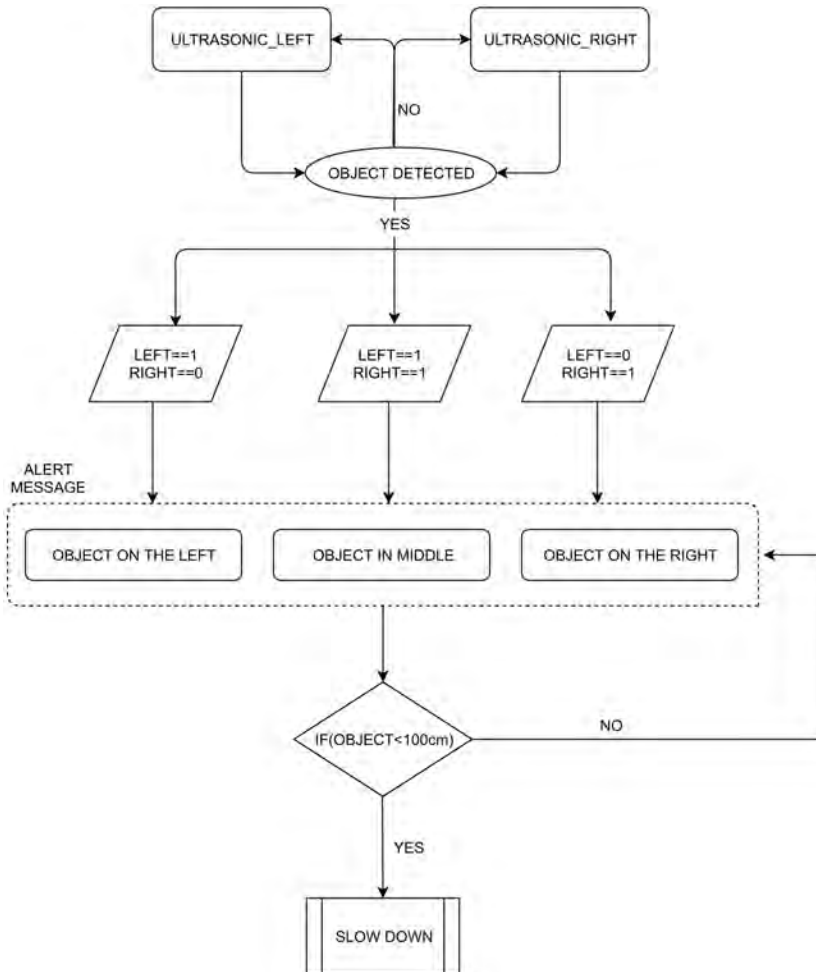 ULTRASONIC_LEFT
ULTRASONIC_RIGHT
NO
OBJECT DETECTED
YES
LEFT==1
RIGHT==0
LEFT==1
RIGHT==1
LEFT==0
RIGHT==1
ALERT
MESSAGE
OBJECT ON THE LEFT
OBJECT IN MIDDLE
OBJECT ON THE RIGHT
IF(OBJECT<100cm)
NO
YES
SLOW DOWN